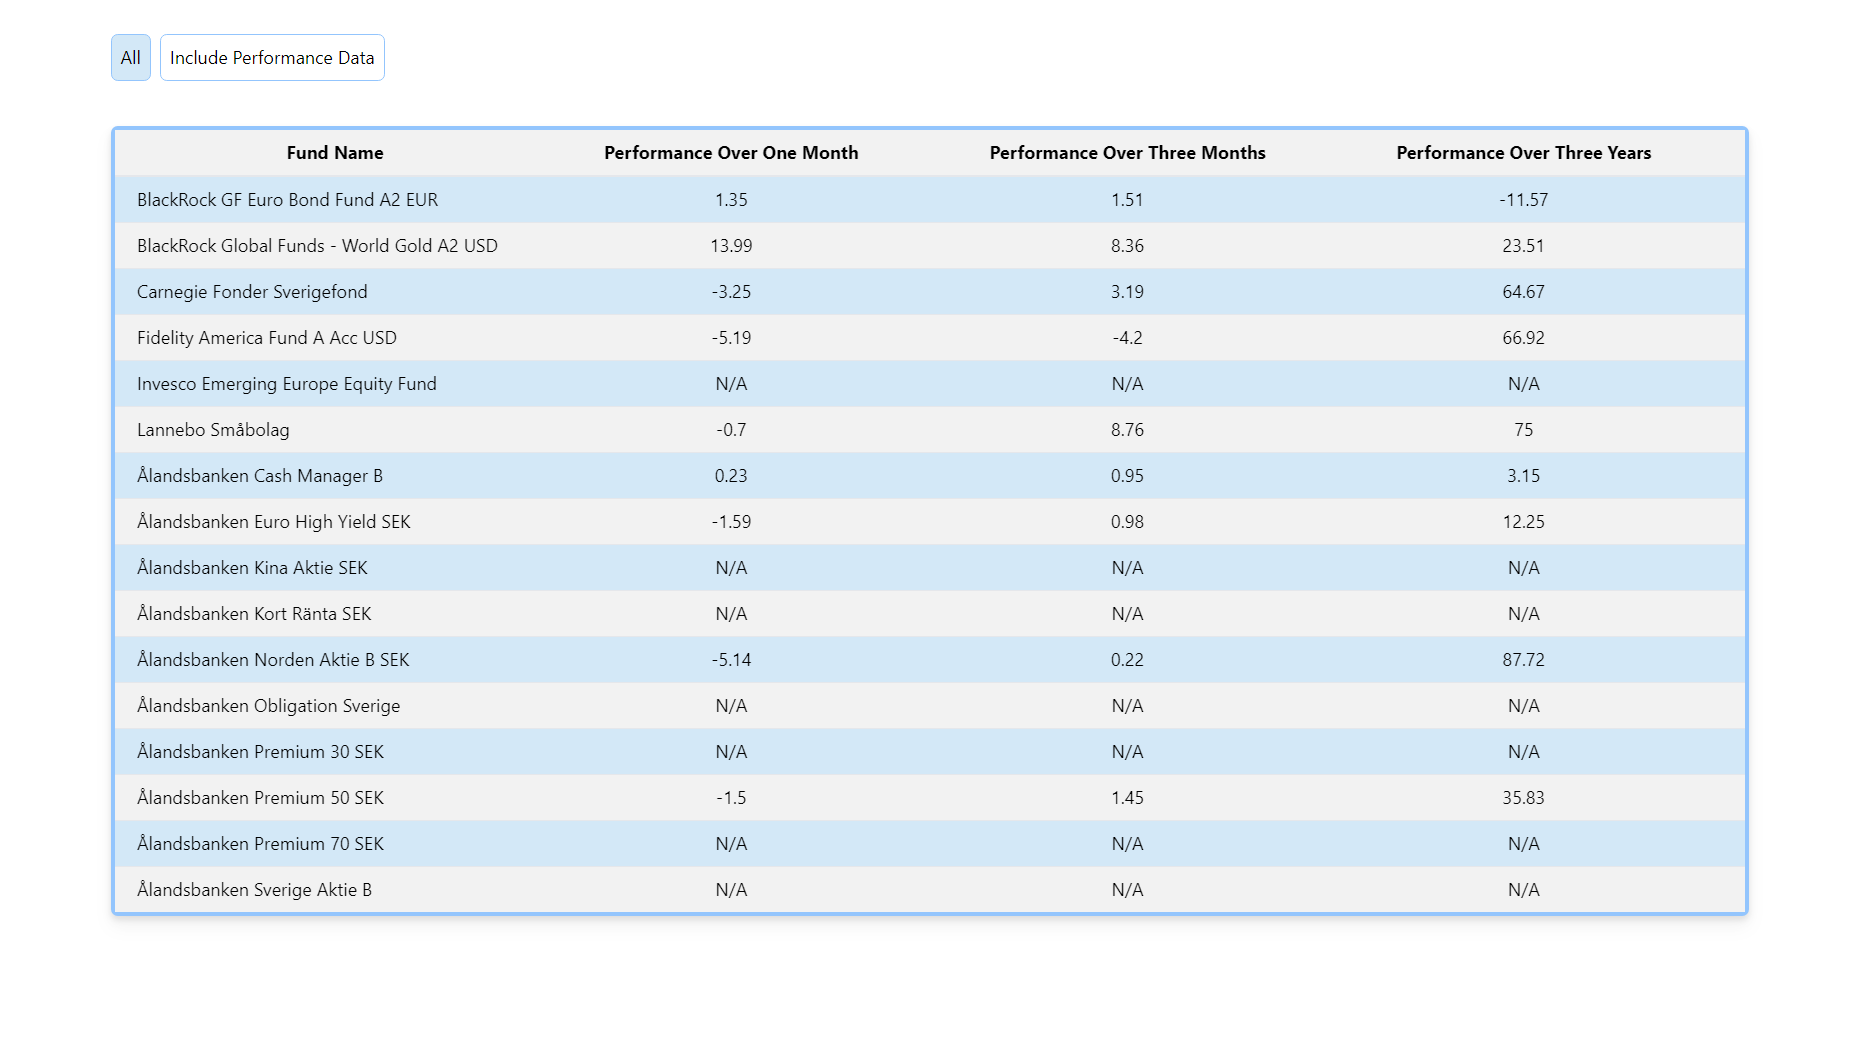 All Include Performance Data
Fund Name Performance Over One Month Performance Over Three Months Performance Over Three Years
BlackRock GF Euro Bond Fund A2 EUR 1.35 1.51 -11.57
BlackRock Global Funds - World Gold A2 USD 13.99 8.36 23.51
Carnegie Fonder Sverigefond -3.25 3.19 64.67
Fidelity America Fund A Acc USD -5.19 -4.2 66.92
Invesco Emerging Europe Equity Fund N/A N/A N/A
Lannebo Småbolag -0.7 8.76 75
Ålandsbanken Cash Manager B 0.23 0.95 3.15
Ålandsbanken Euro High Yield SEK -1.59 0.98 12.25
Ålandsbanken Kina Aktie SEK N/A N/A N/A
Ålandsbanken Kort Ränta SEK N/A N/A N/A
Ålandsbanken Norden Aktie B SEK -5.14 0.22 87.72
Ålandsbanken Obligation Sverige N/A N/A N/A
Ålandsbanken Premium 30 SEK N/A N/A N/A
Ålandsbanken Premium 50 SEK -1.5 1.45 35.83
Ålandsbanken Premium 70 SEK N/A N/A N/A
Ålandsbanken Sverige Aktie B N/A N/A N/A